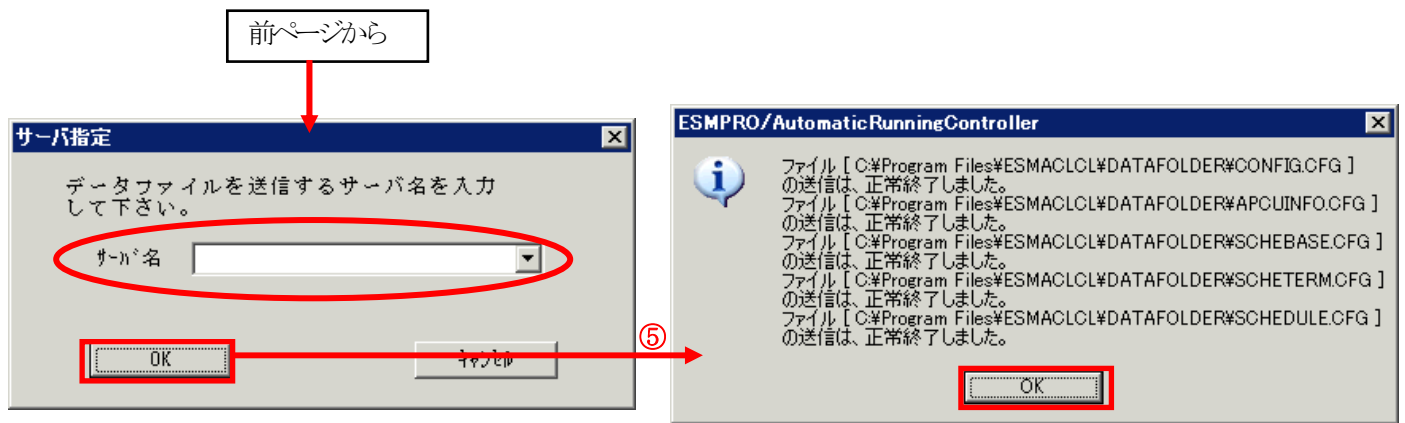 前ページから
サーバ指定
データファイルを送信するサーバ名を入力
して下さい。
ｻｰﾊﾞ名
OK
ｷｬﾝｾﾙ
⑤
ESMPRO/AutomaticRunningController
ファイル [ C:¥Program Files¥ESMACLCL¥DATAFOLDER¥CONFIG.CFG ]
の送信は、正常終了しました。
ファイル [ C:¥Program Files¥ESMACLCL¥DATAFOLDER¥APCUINFO.CFG ]
の送信は、正常終了しました。
ファイル [ C:¥Program Files¥ESMACLCL¥DATAFOLDER¥SCHEBASE.CFG ]
の送信は、正常終了しました。
ファイル [ C:¥Program Files¥ESMACLCL¥DATAFOLDER¥SCHETERM.CFG ]
の送信は、正常終了しました。
ファイル [ C:¥Program Files¥ESMACLCL¥DATAFOLDER¥SCHEDULE.CFG ]
の送信は、正常終了しました。
OK